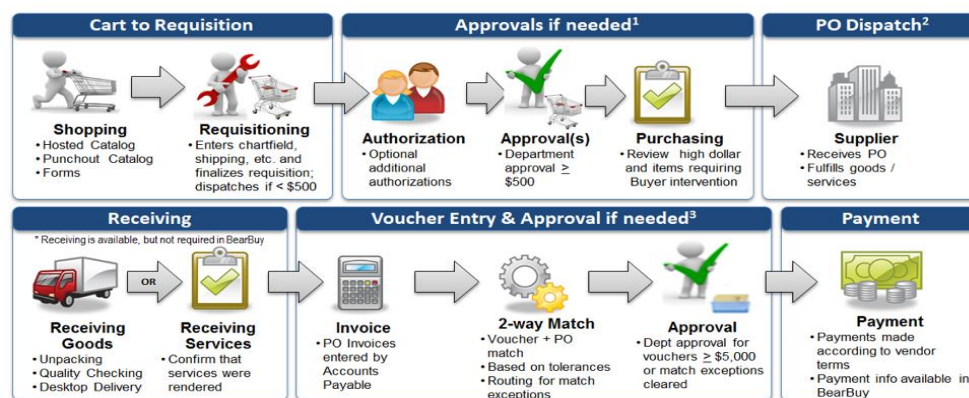 Cart to Requisition
Approvals if needed¹
PO Dispatch²
Shopping
• Hosted Catalog
• Punchout Catalog
• Forms
Requisitioning
• Enters chartfield,
shipping, etc. and
finalizes requisition;
dispatches if < $500
Authorization
• Optional
additional
authorizations
Approval(s)
• Department
approval ≥
$500
Purchasing
• Review high dollar
and items requiring
Buyer intervention
Supplier
• Receives PO
• Fulfills goods /
services
Receiving
* Receiving is available, but not required in BearBuy
Voucher Entry & Approval if needed³
Payment
OR
Receiving
Goods
• Unpacking
• Quality Checking
• Desktop Delivery
Receiving
Services
• Confirm that
services were
rendered
Invoice
• PO Invoices
entered by
Accounts
Payable
2-way Match
• Voucher + PO
match
• Based on tolerances
• Routing for match
exceptions
Approval
• Dept approval for
vouchers ≥ $5,000
or match exceptions
cleared
Payment
• Payments made
according to vendor
terms
• Payment info available in
BearBuy